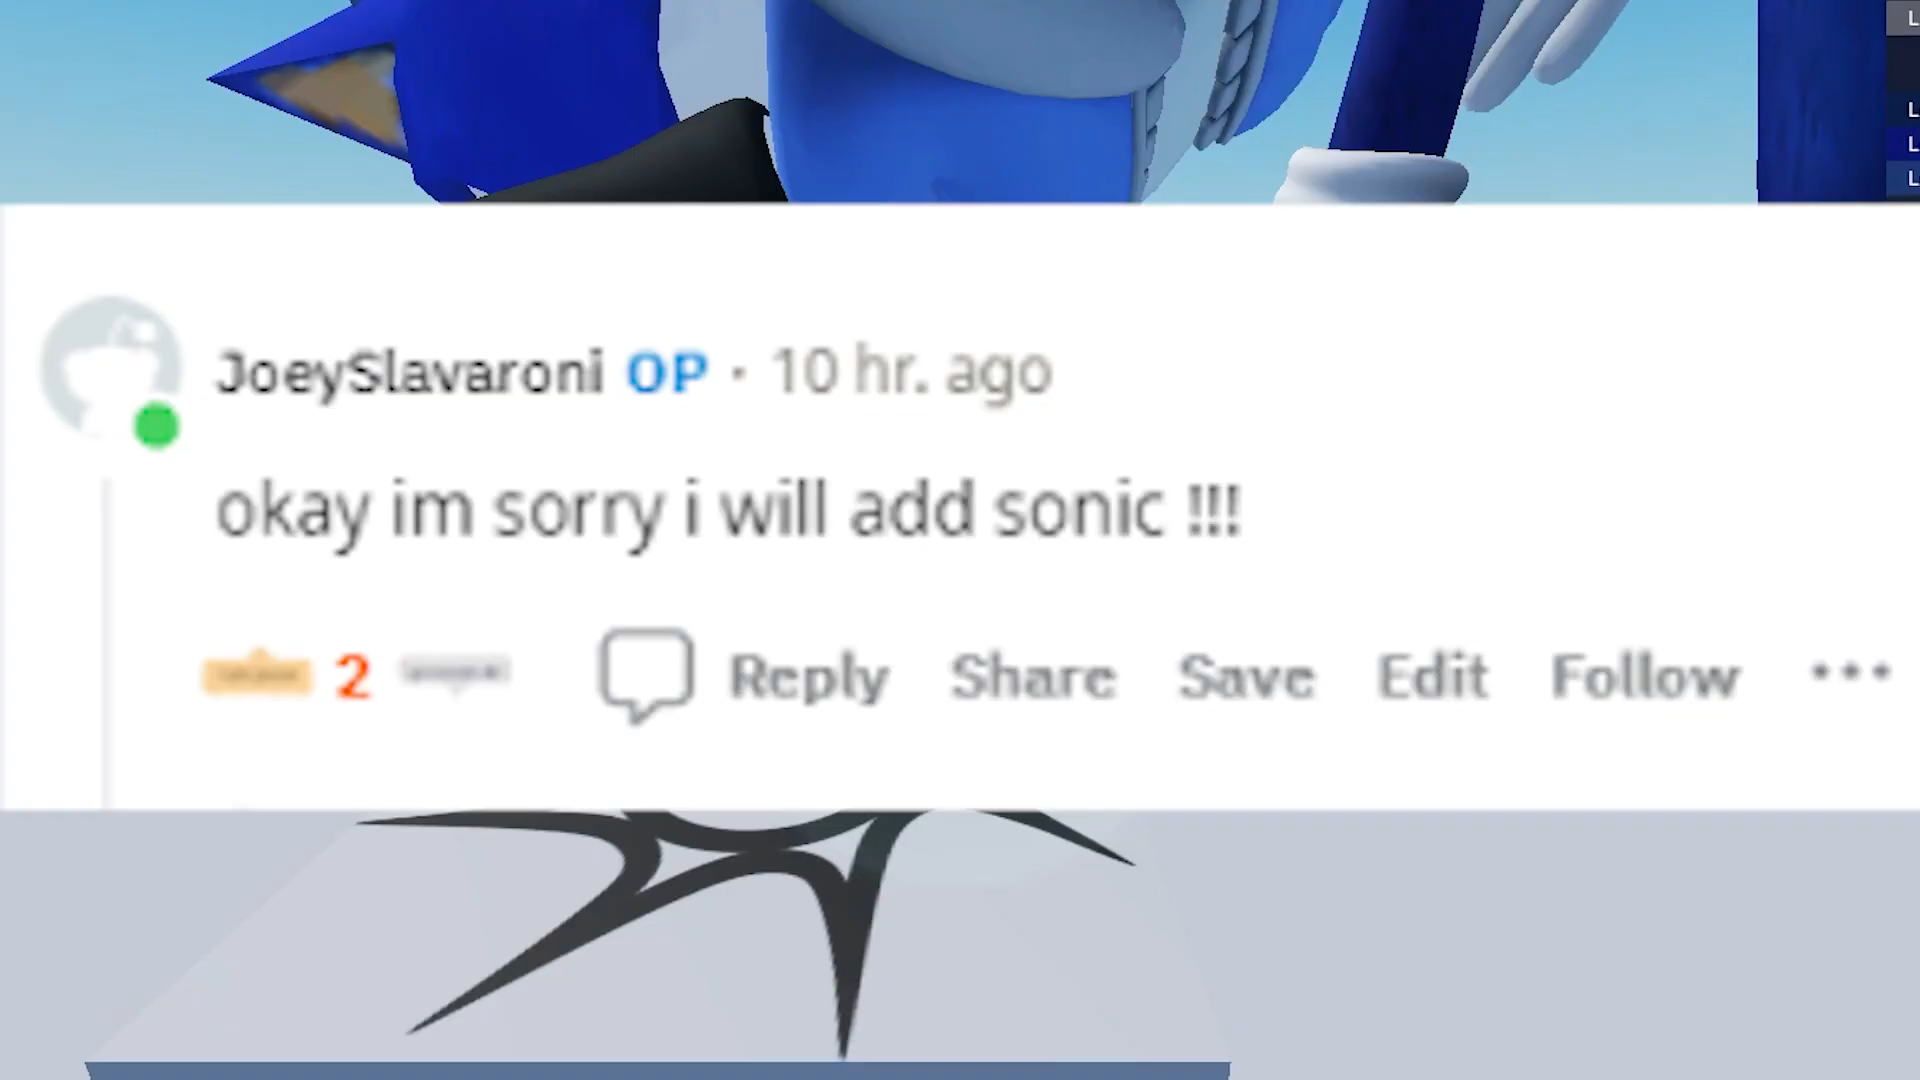 JoeySlavaroni OP · 10 hr. ago
okay im sorry i will add sonic !!!
2 Reply Share Save Edit Follow ...
L
L
L
L